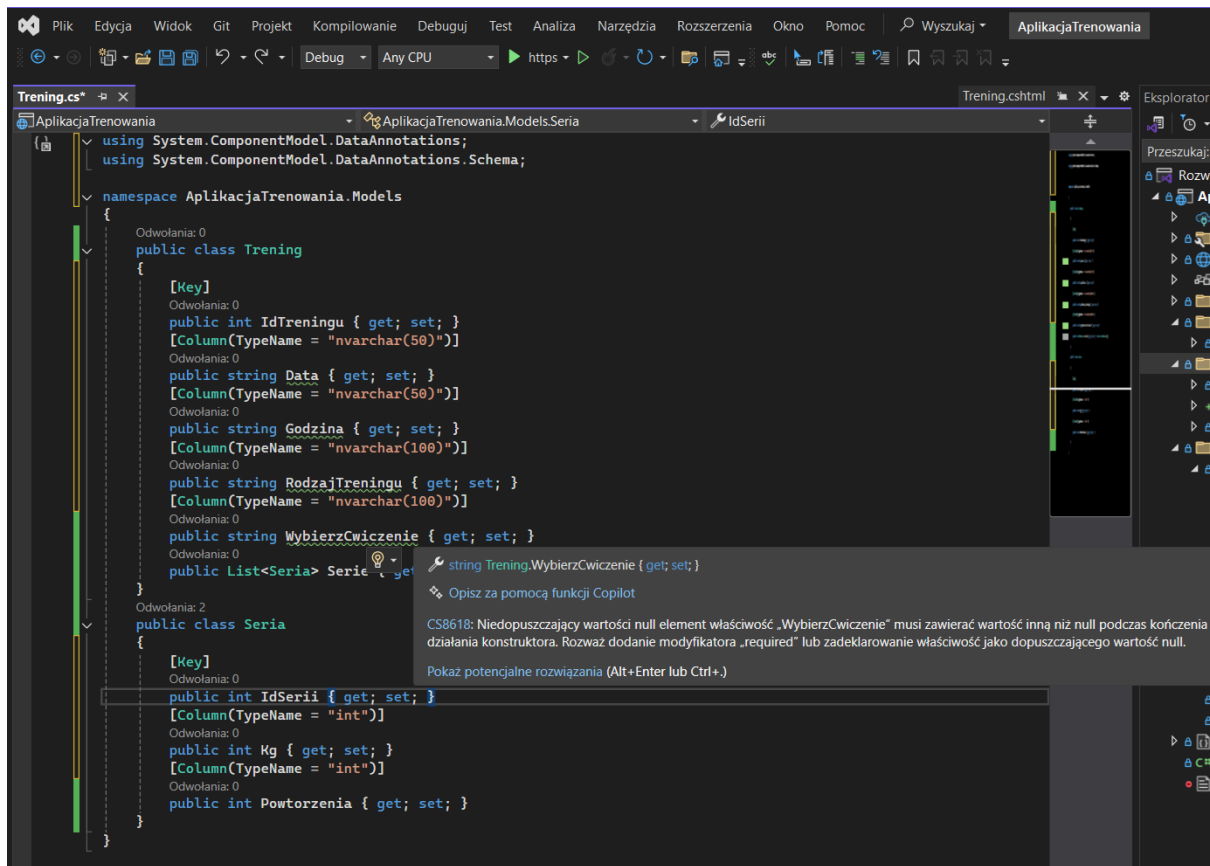 Plik Edycja Widok Git Projekt Kompilowanie Debuguj Test Analiza Narzędzia Rozszerzenia Okno Pomoc Wyszukaj AplikacjaTrenowania
Debug Any CPU https
Trening.cs* Trening.cshtml Eksplorator
AplikacjaTrenowania AplikacjaTrenowania.Models.Seria IdSerii
Przeszukaj:
using System.ComponentModel.DataAnnotations;
using System.ComponentModel.DataAnnotations.Schema;
namespace AplikacjaTrenowania.Models
{
Odwołania: 0
public class Trening
{
[Key]
Odwołania: 0
public int IdTreningu { get; set; }
[Column(TypeName = "nvarchar(50)")]
Odwołania: 0
public string Data { get; set; }
[Column(TypeName = "nvarchar(50)")]
Odwołania: 0
public string Godzina { get; set; }
[Column(TypeName = "nvarchar(100)")]
Odwołania: 0
public string RodzajTreningu { get; set; }
[Column(TypeName = "nvarchar(100)")]
Odwołania: 0
public string WybierzCwiczenie { get; set; }
Odwołania: 0
public List<Seria> Serie { get
}
string Trening.WybierzCwiczenie { get; set; }
Opisz za pomocą funkcji Copilot
CS8618: Niedopuszczający wartości null element właściwość „WybierzCwiczenie” musi zawierać wartość inną niż null podczas kończenia
działania konstruktora. Rozważ dodanie modyfikatora „required” lub zadeklarowanie właściwość jako dopuszczającego wartość null.
Pokaż potencjalne rozwiązania (Alt+Enter lub Ctrl+.)
Odwołania: 2
public class Seria
{
[Key]
Odwołania: 0
public int IdSerii { get; set; }
[Column(TypeName = "int")]
Odwołania: 0
public int Kg { get; set; }
[Column(TypeName = "int")]
Odwołania: 0
public int Powtorzenia { get; set; }
}
}
Rozw